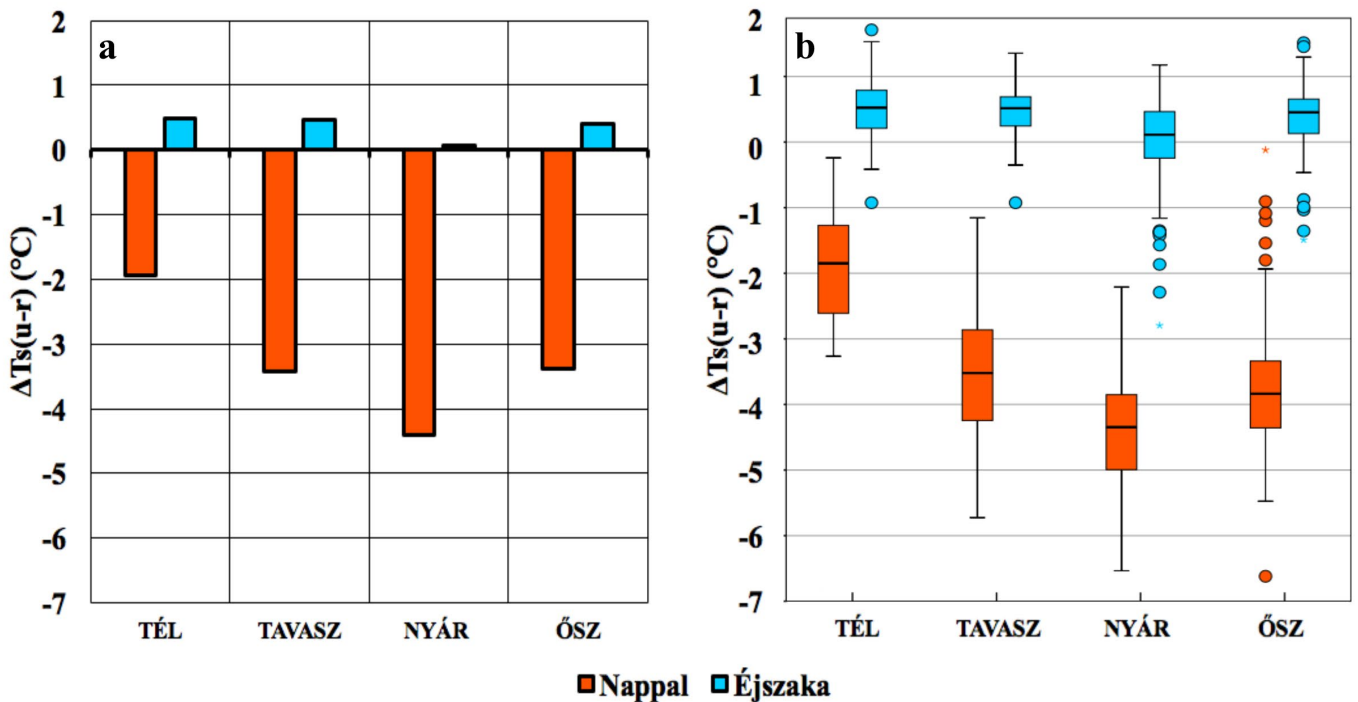 a
ΔTs(u-r) (°C)
2
1
0
-1
-2
-3
-4
-5
-6
-7
TÉL TAVASZ NYÁR ŐSZ
b
ΔTs(u-r) (°C)
2
1
0
-1
-2
-3
-4
-5
-6
-7
TÉL TAVASZ NYÁR ŐSZ
Nappal Éjszaka